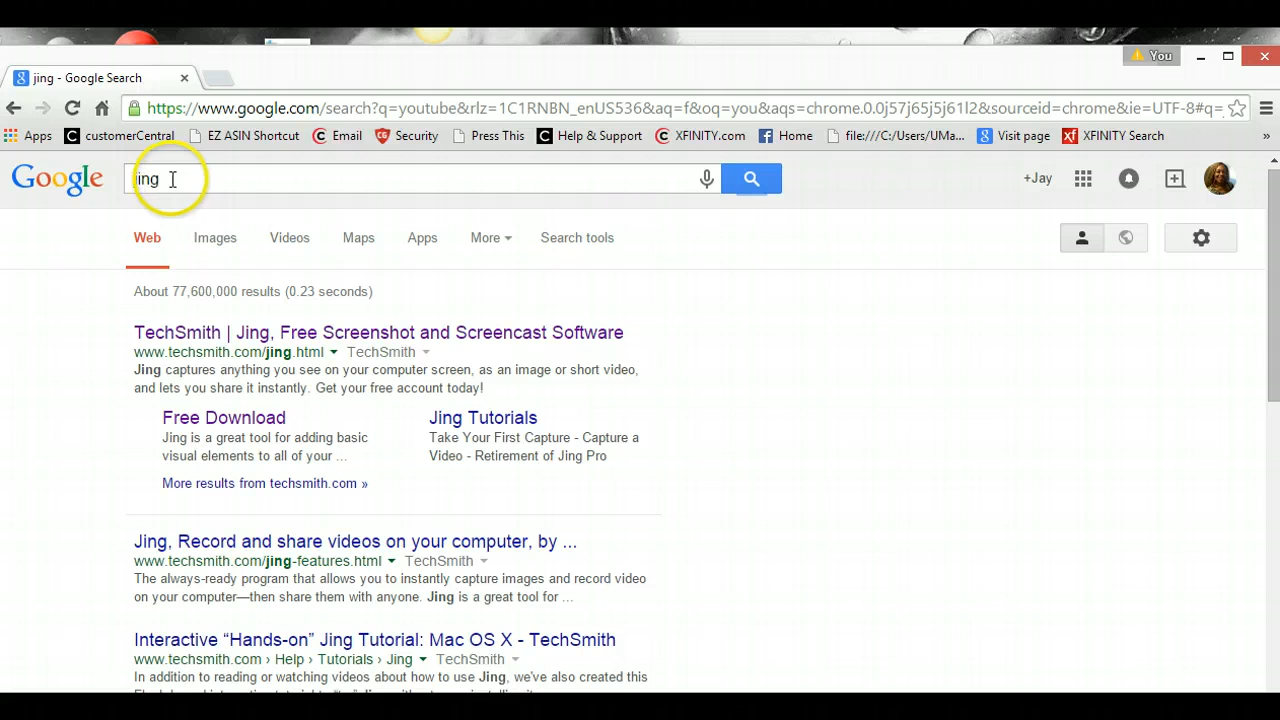 You
jing - Google Search
https://www.google.com/search?q=youtube&rlz=1C1RNBN_enUS536&aq=f&oq=you&aqs=chrome.0.0j57j65j5j61l2&sourceid=chrome&ie=UTF-8#q=
Apps customerCentral EZ ASIN Shortcut Email Security Press This Help & Support XFINITY.com Home file:///C:/Users/UMa... Visit page XFINITY Search »
Google jing +Jay
Web Images Videos Maps Apps More Search tools
About 77,600,000 results (0.23 seconds)
TechSmith | Jing, Free Screenshot and Screencast Software
www.techsmith.com/jing.html TechSmith
Jing captures anything you see on your computer screen, as an image or short video,
and lets you share it instantly. Get your free account today!
Free Download
Jing is a great tool for adding basic
visual elements to all of your ...
Jing Tutorials
Take Your First Capture - Capture a
Video - Retirement of Jing Pro
More results from techsmith.com »
Jing, Record and share videos on your computer, by ...
www.techsmith.com/jing-features.html TechSmith
The always-ready program that allows you to instantly capture images and record video
on your computer—then share them with anyone. Jing is a great tool for ...
Interactive “Hands-on” Jing Tutorial: Mac OS X - TechSmith
www.techsmith.com › Help › Tutorials › Jing TechSmith
In addition to reading or watching videos about how to use Jing, we've also created this